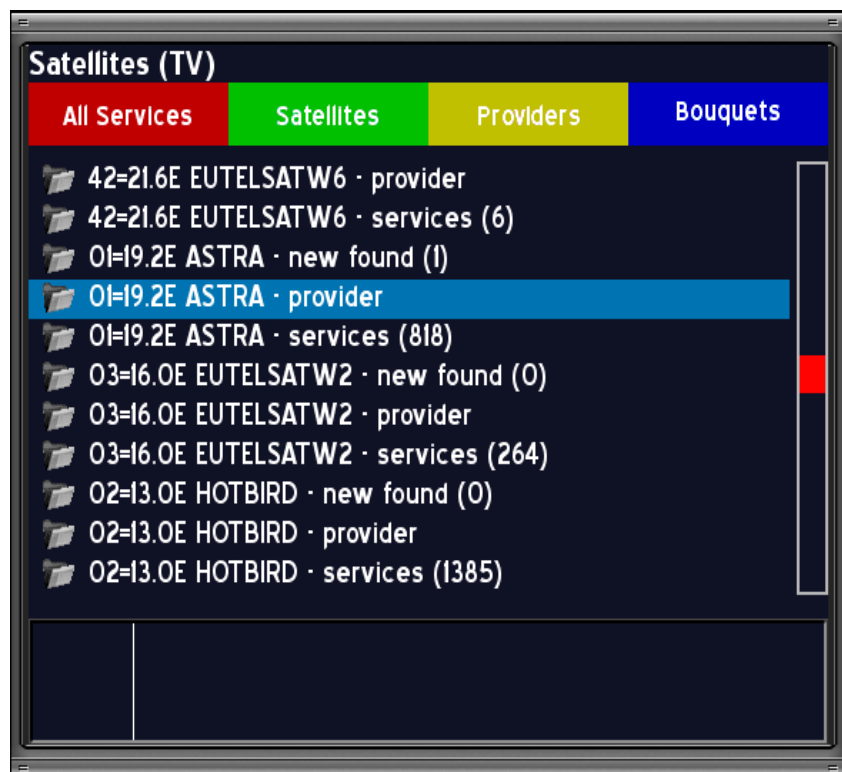 Satellites (TV)
All Services Satellites Providers Bouquets
42=21.6E EUTELSATW6 - provider
42=21.6E EUTELSATW6 - services (6)
01=19.2E ASTRA - new found (1)
01=19.2E ASTRA - provider
01=19.2E ASTRA - services (818)
03=16.0E EUTELSATW2 - new found (0)
03=16.0E EUTELSATW2 - provider
03=16.0E EUTELSATW2 - services (264)
02=13.0E HOTBIRD - new found (0)
02=13.0E HOTBIRD - provider
02=13.0E HOTBIRD - services (1385)